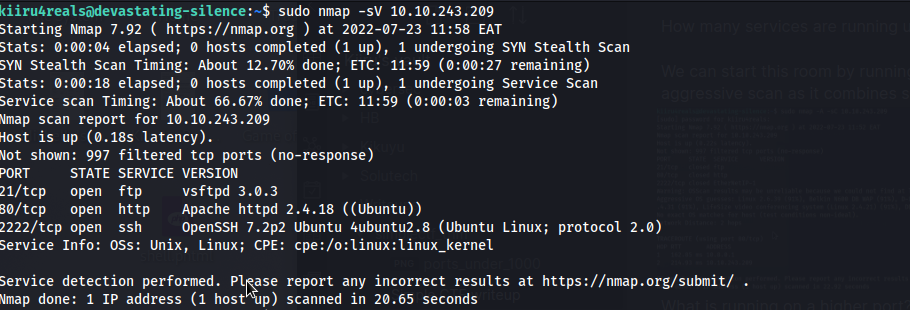 kiiru4reals@devastating-silence:~$ sudo nmap -sV 10.10.243.209
Starting Nmap 7.92 ( https://nmap.org ) at 2022-07-23 11:58 EAT
Stats: 0:00:04 elapsed; 0 hosts completed (1 up), 1 undergoing SYN Stealth Scan
SYN Stealth Scan Timing: About 12.70% done; ETC: 11:59 (0:00:27 remaining)
Stats: 0:00:18 elapsed; 0 hosts completed (1 up), 1 undergoing Service Scan
Service scan Timing: About 66.67% done; ETC: 11:59 (0:00:03 remaining)
Nmap scan report for 10.10.243.209
Host is up (0.18s latency).
Not shown: 997 filtered tcp ports (no-response)
PORT     STATE SERVICE VERSION
21/tcp   open  ftp     vsftpd 3.0.3
80/tcp   open  http    Apache httpd 2.4.18 ((Ubuntu))
2222/tcp open  ssh     OpenSSH 7.2p2 Ubuntu 4ubuntu2.8 (Ubuntu Linux; protocol 2.0)
Service Info: OSs: Unix, Linux; CPE: cpe:/o:linux:linux_kernel
Service detection performed. Please report any incorrect results at https://nmap.org/submit/ .
Nmap done: 1 IP address (1 host up) scanned in 20.65 seconds
How many services are running u
We can start this room by runnin
aggressive scan as it combines s
ports_under_1000
What is running on a higher port?